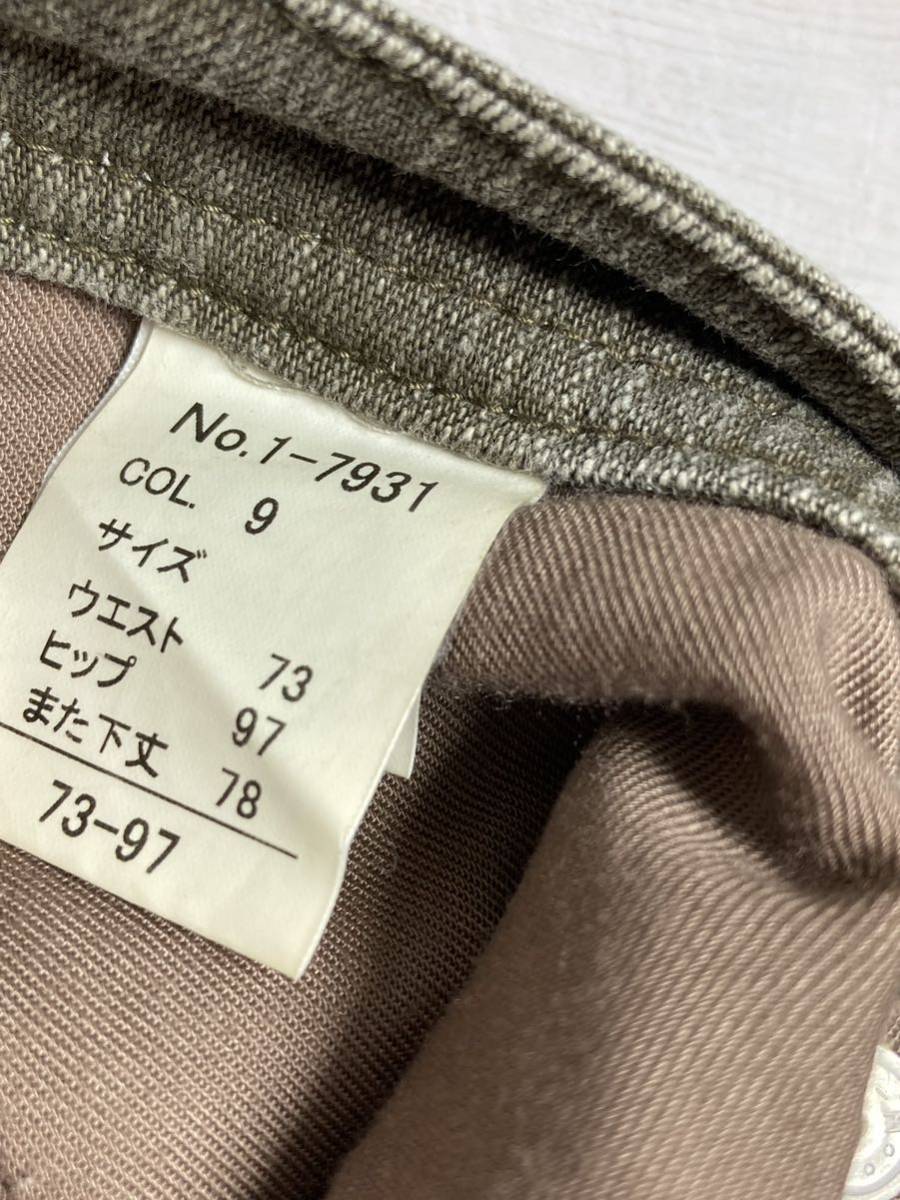 No.1-7931
COL. 9
サイズ
ウエスト 73
ヒップ 97
また下丈 78
73-97